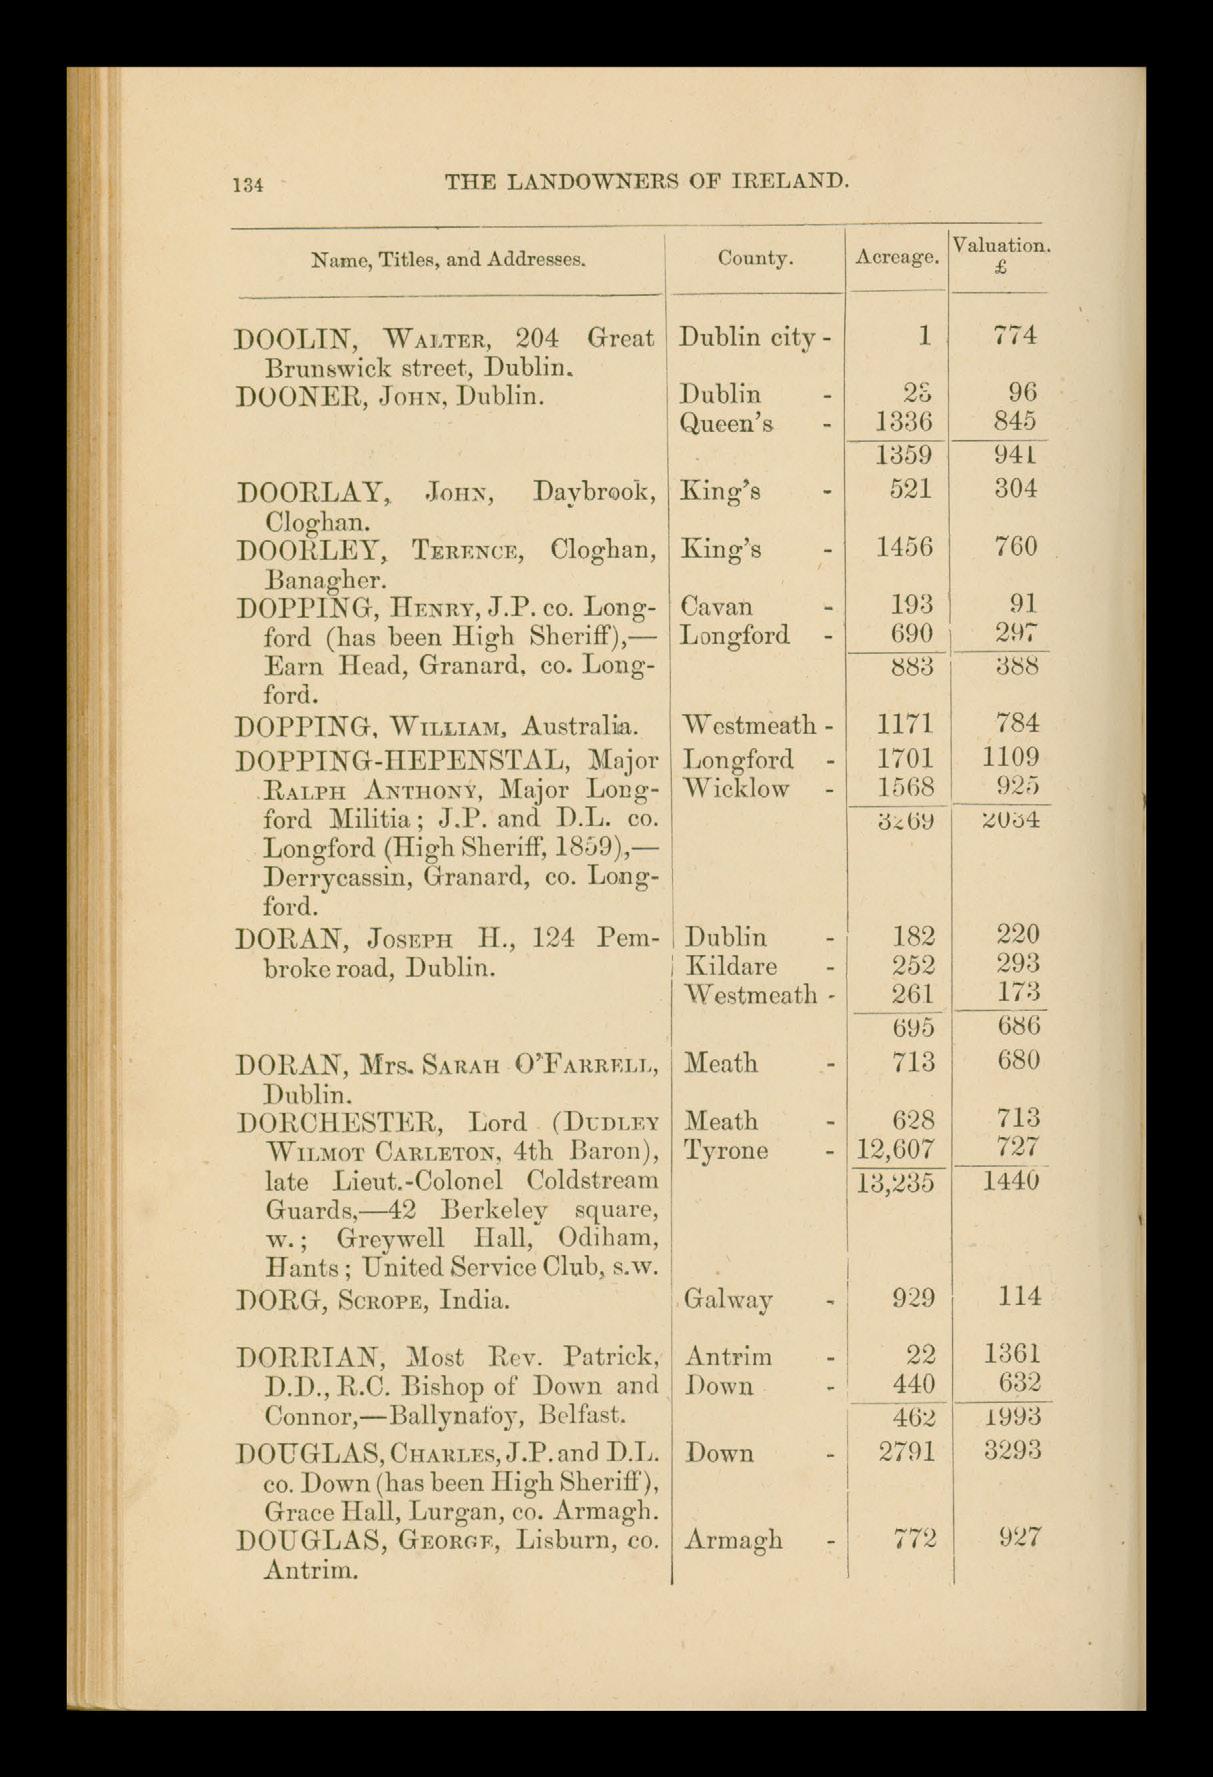 134 THE LANDOWNERS OF IRELAND.
Name, Titles, and Addresses. County. Acreage. Valuation. £
DOOLIN, WALTER, 204 Great Dublin city - 1 774
Brunswick street, Dublin.
DOONER, JOHN, Dublin. Dublin - 23 96
Queen's - 1336 845
1359 941
DOORLAY, JOHN, Daybrook, King's - 521 304
Cloghan.
DOORLEY, TERENCE, Cloghan, King's - 1456 760
Banagher.
DOPPING, HENRY, J.P. co. Long- Cavan - 193 91
ford (has been High Sheriff),— Longford - 690 297
Earn Head, Granard, co. Long- 883 388
ford.
DOPPING, WILLIAM, Australia. Westmeath - 1171 784
DOPPING-HEPENSTAL, Major Longford - 1701 1109
RALPH ANTHONY, Major Long- Wicklow - 1568 925
ford Militia; J.P. and D.L. co. 3269 2034
Longford (High Sheriff, 1859),—
Derrycassin, Granard, co. Long-
ford.
DORAN, JOSEPH H., 124 Pem- Dublin - 182 220
broke road, Dublin. Kildare - 252 293
Westmeath - 261 173
695 686
DORAN, Mrs. SARAH O'FARRELL, Meath - 713 680
Dublin.
DORCHESTER, Lord (DUDLEY Meath - 628 713
WILMOT CARLETON, 4th Baron), Tyrone - 12,607 727
late Lieut.-Colonel Coldstream 13,235 1440
Guards,—42 Berkeley square,
W.; Greywell Hall, Odiham,
Hants; United Service Club, S.W.
DORG, SCROPE, India. Galway - 929 114
DORRIAN, Most Rev. Patrick, Antrim - 22 1361
D.D., R.C. Bishop of Down and Down - 440 632
Connor,—Ballynafoy, Belfast. 462 1993
DOUGLAS, CHARLES, J.P. and D.L. Down - 2791 3293
co. Down (has been High Sheriff),
Grace Hall, Lurgan, co. Armagh.
DOUGLAS, GEORGE, Lisburn, co. Armagh - 772 927
Antrim.